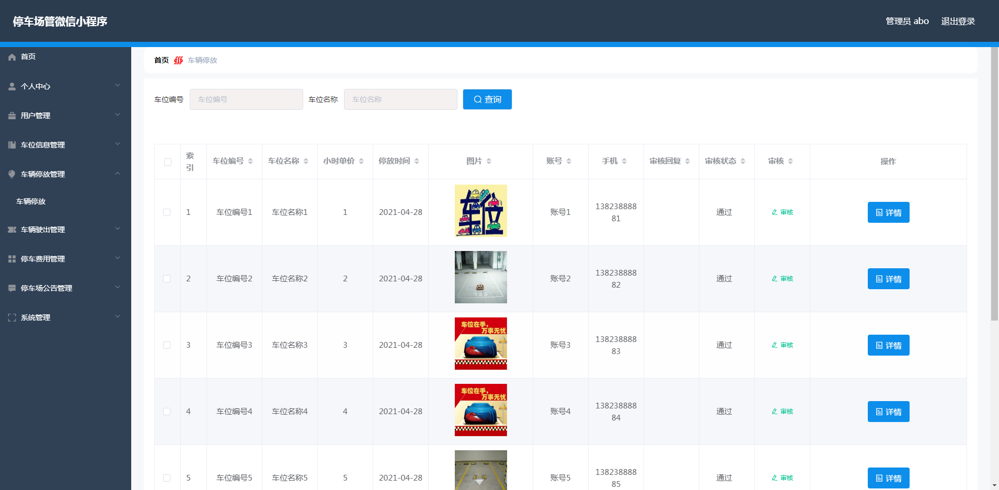 停车场管微信小程序
管理员 abo 退出登录
首页
个人中心
用户管理
车位信息管理
车辆停放管理
车辆停放
车辆驶出管理
停车费用管理
停车场公告管理
系统管理
首页 车辆停放
车位编号 车位编号 车位名称 车位名称 查询
索引 车位编号 车位名称 小时单价 停放时间 图片 账号 手机 审核回复 审核状态 审核 操作
1 车位编号1 车位名称1 1 2021-04-28 车位 账号1 13823888881 通过 审核 详情
2 车位编号2 车位名称2 2 2021-04-28 账号2 13823888882 通过 审核 详情
3 车位编号3 车位名称3 3 2021-04-28 车位在手，万事无忧 账号3 13823888883 通过 审核 详情
4 车位编号4 车位名称4 4 2021-04-28 车位在手，万事无忧 账号4 13823888884 通过 审核 详情
5 车位编号5 车位名称5 5 2021-04-28 账号5 13823888885 通过 审核 详情